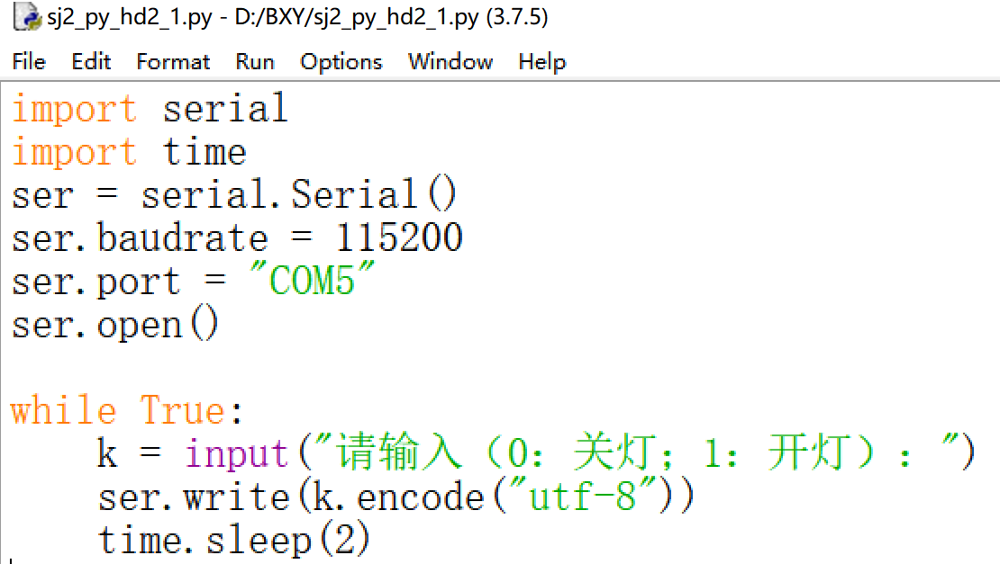 sj2_py_hd2_1.py - D:/BXY/sj2_py_hd2_1.py (3.7.5)
File Edit Format Run Options Window Help
import serial
import time
ser = serial.Serial()
ser.baudrate = 115200
ser.port = "COM5"
ser.open()
while True:
    k = input("请输入（0：关灯；1：开灯）：")
    ser.write(k.encode("utf-8"))
    time.sleep(2)